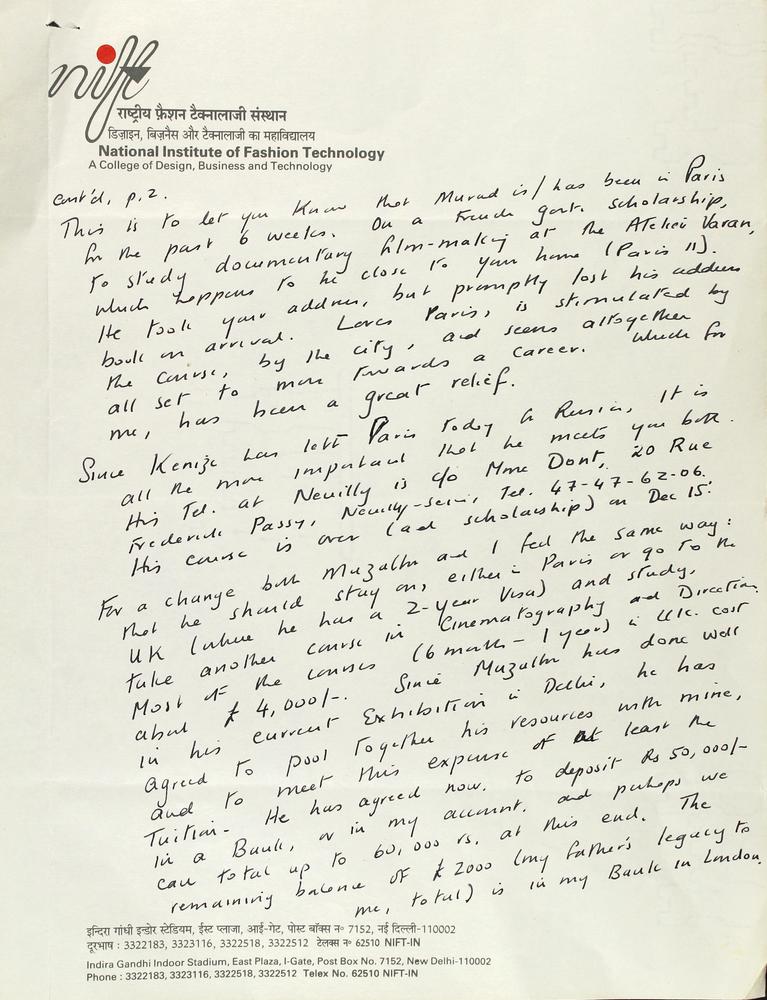 nift
राष्ट्रीय फ़ैशन टैक्नालाजी संस्थान
डिज़ाइन, बिज़नैस और टैक्नालाजी का महाविद्यालय
National Institute of Fashion Technology
A College of Design, Business and Technology
cont'd, p. 2.
This is to let you know that Murad is/has been in Paris
for the past 6 weeks. On a French govt. scholarship,
to study documentary film-making at the Atelier Varan,
which happens to be close to your home (Paris 11).
He took your address, but promptly lost his address
book on arrival. Loves Paris, is stimulated by
the course, by the city, and seems altogether
all set to move towards a career. Which for
me, has been a great relief.
Since Kenize has left Paris today for Russia, it is
all the more important that he meets you both.
His Tel. at Neuilly is c/o Mme Dont, 20 Rue
Frederick Passy, Neuilly-Seine, Tel. 47-47-62-06.
His course is over (and scholarship) on Dec 15.
For a change both Muzaffar and I feel the same way:
that he should stay on, either in Paris or go to the
UK (where he has a 2-year Visa) and study,
take another course in Cinematography and Direction.
Most of the courses (6 months – 1 year) in U.K. cost
about £ 4,000/-. Since Muzaffar has done well
in his current Exhibition in Delhi, he has
agreed to pool together his resources with mine,
and to meet this expense of at least the
Tuition. He has agreed now. to deposit Rs 50,000/-
in a Bank, or in my account. and perhaps we
can total up to 60,000 rs. at this end. The
remaining balance of £ 2000 (my father's legacy to
me, total) is in my Bank in London.
इन्दिरा गांधी इन्डोर स्टेडियम, ईस्ट प्लाजा, आई-गेट, पोस्ट बॉक्स न॰ 7152, नई दिल्ली-110002
दूरभाष : 3322183, 3323116, 3322518, 3322512 टेलक्स न॰ 62510 NIFT-IN
Indira Gandhi Indoor Stadium, East Plaza, I-Gate, Post Box No. 7152, New Delhi-110002
Phone : 3322183, 3323116, 3322518, 3322512 Telex No. 62510 NIFT-IN